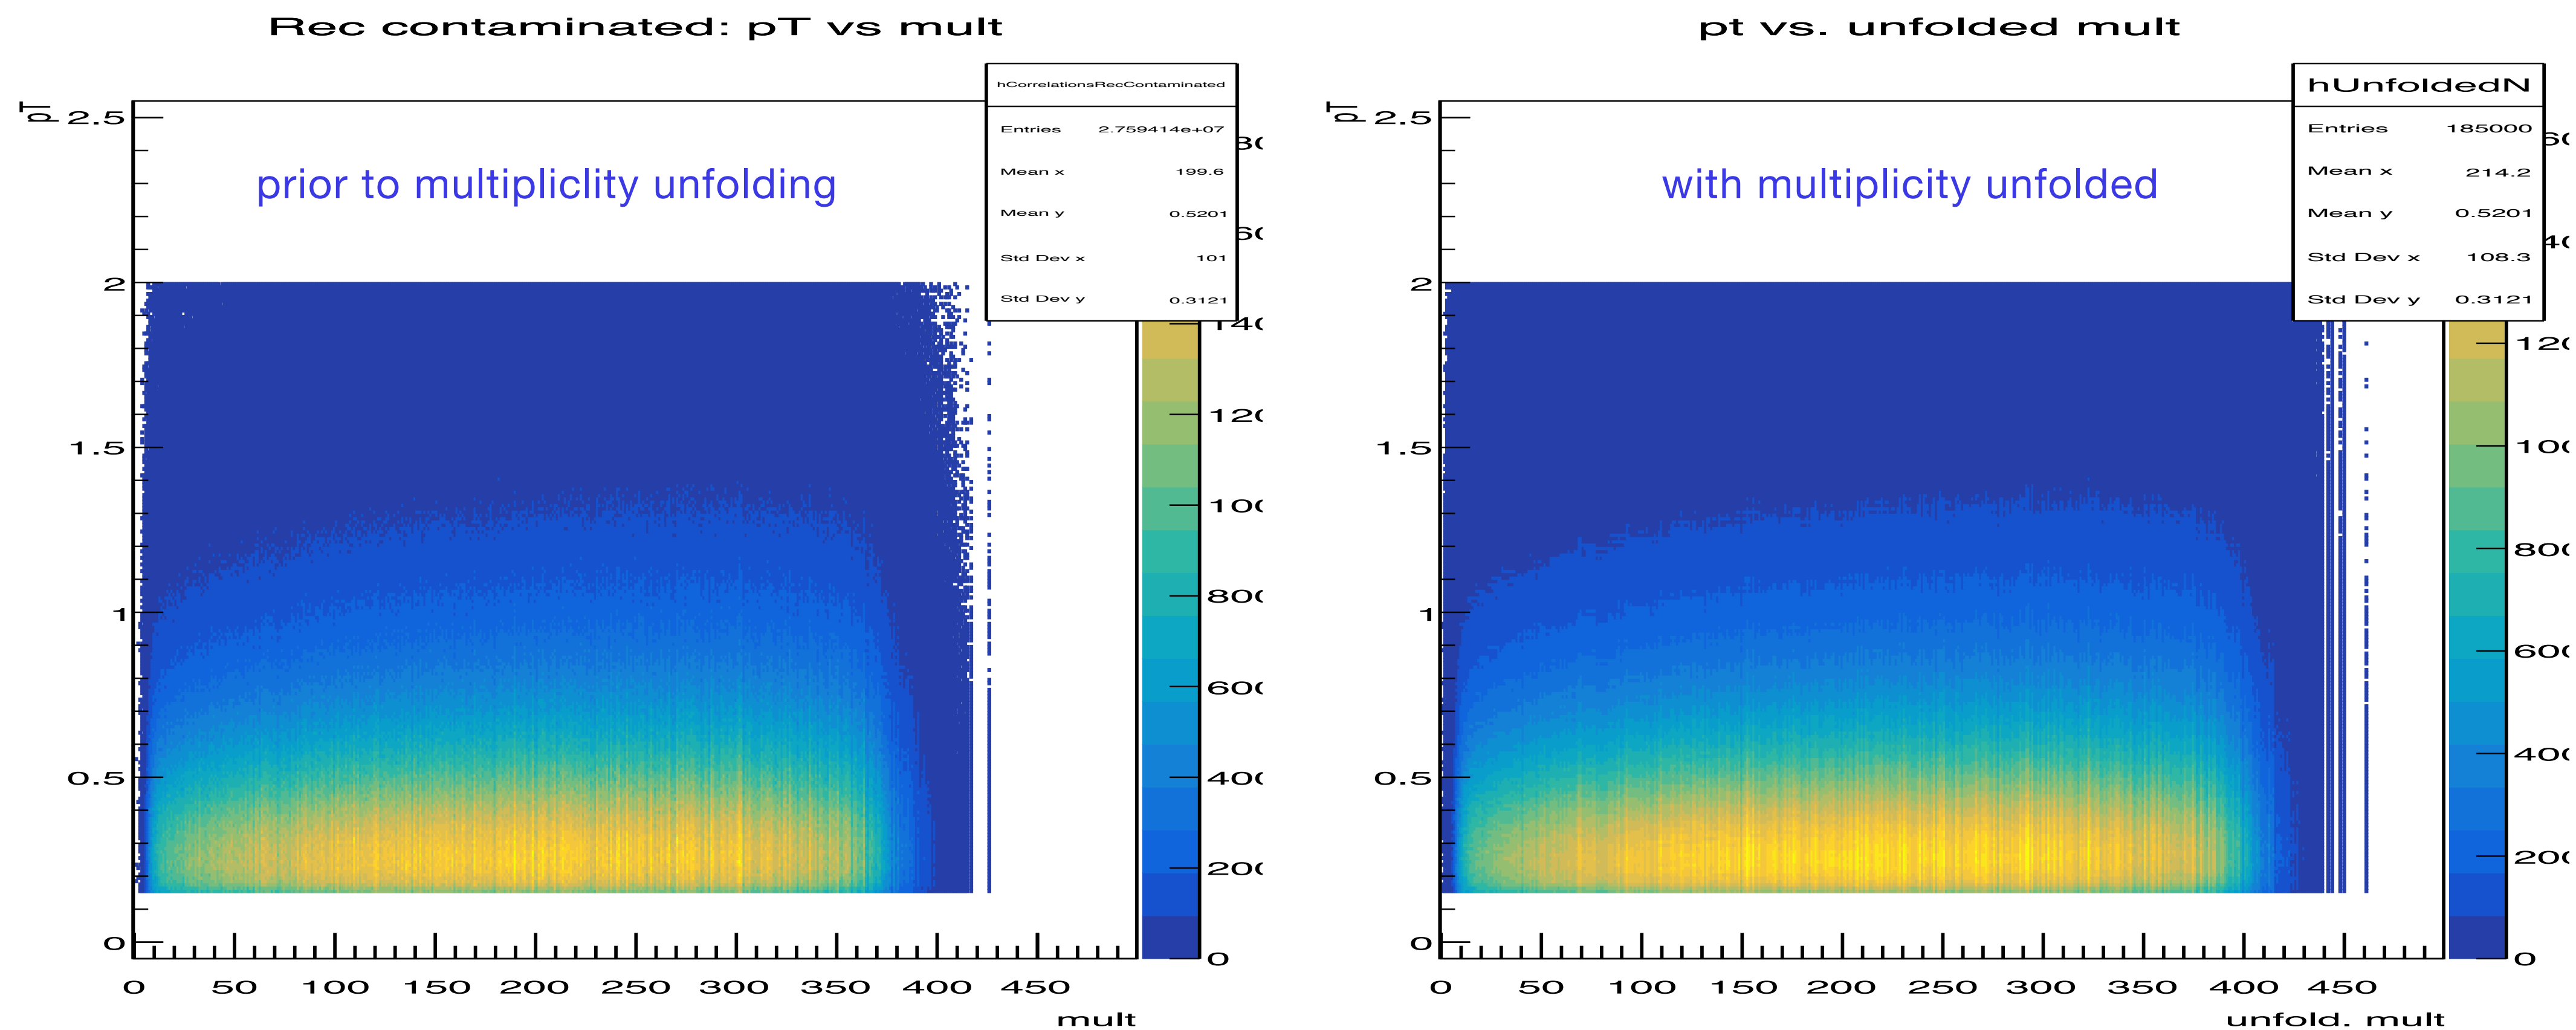 Rec contaminated: pT vs mult
hCorrelationsRecContaminated
Entries 2.759414e+07
Mean x 199.6
Mean y 0.5201
Std Dev x 101
Std Dev y 0.3121
prior to multipliclity unfolding
pT
2.5
2
1.5
1
0.5
0
0 50 100 150 200 250 300 350 400 450
mult
0
pt vs. unfolded mult
hUnfoldedN
Entries 185000
Mean x 214.2
Mean y 0.5201
Std Dev x 108.3
Std Dev y 0.3121
with multiplicity unfolded
pT
2.5
2
1.5
1
0.5
0
0 50 100 150 200 250 300 350 400 450
unfold. mult
0